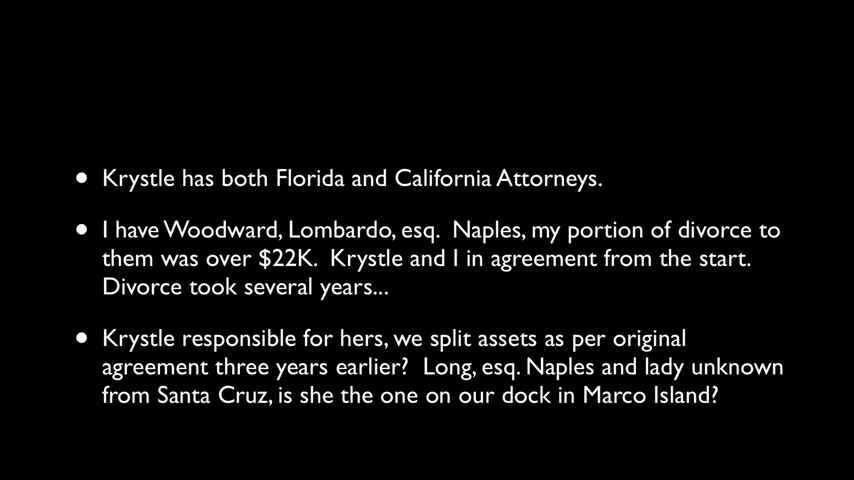 • Krystle has both Florida and California Attorneys.
• I have Woodward, Lombardo, esq.  Naples, my portion of divorce to
them was over $22K.  Krystle and I in agreement from the start.
Divorce took several years...
• Krystle responsible for hers, we split assets as per original
agreement three years earlier?  Long, esq. Naples and lady unknown
from Santa Cruz, is she the one on our dock in Marco Island?